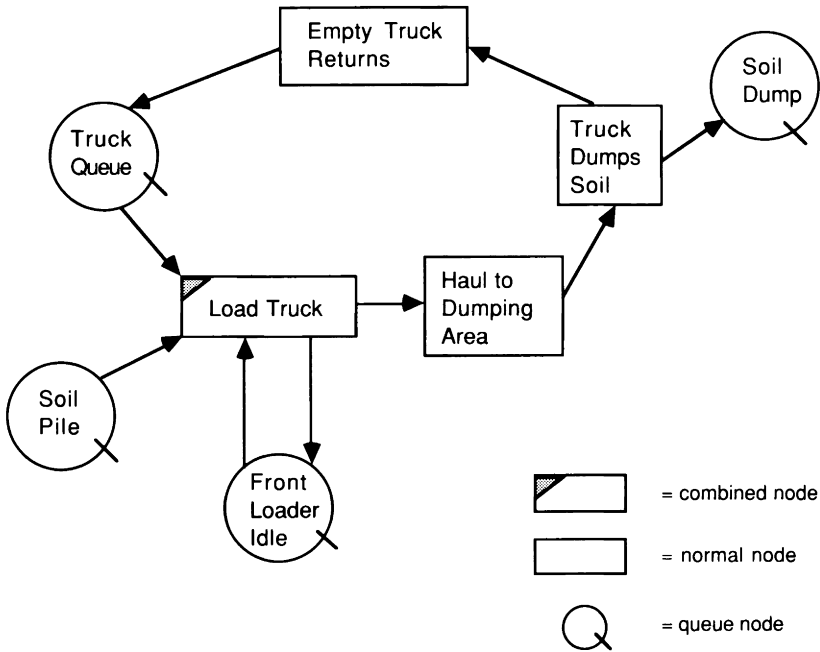 Empty Truck
Returns
Soil
Dump
Truck
Queue
Truck
Dumps
Soil
Load Truck
Haul to
Dumping
Area
Soil
Pile
Front
Loader
Idle
= combined node
= normal node
= queue node